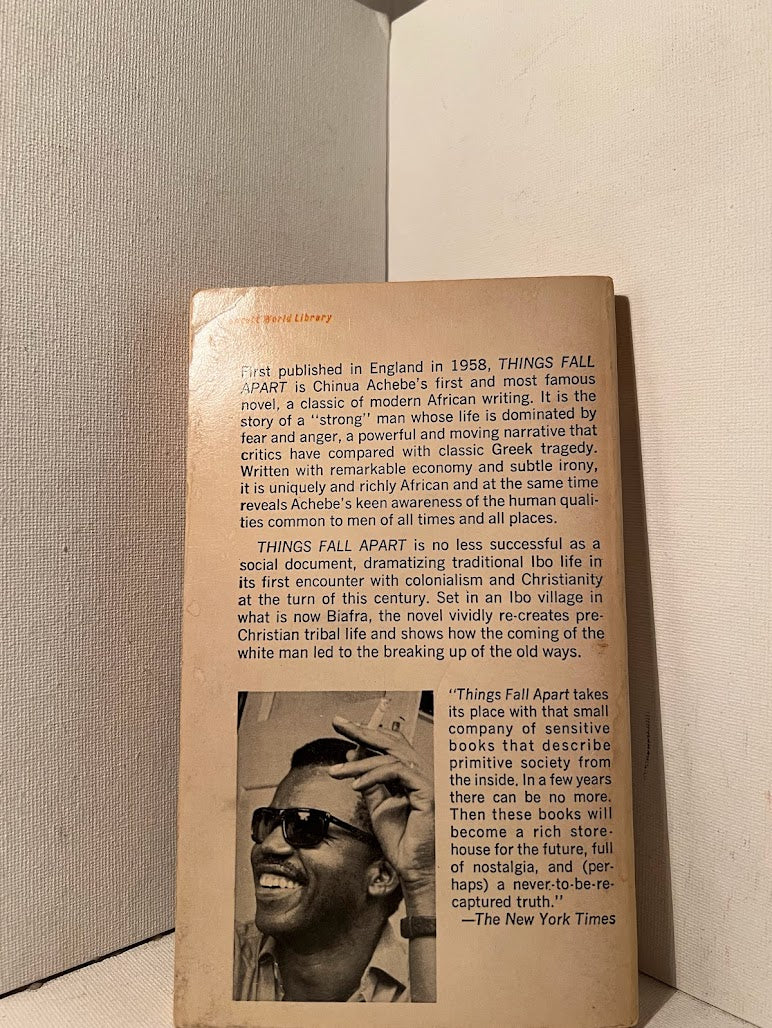 World Library
First published in England in 1958, THINGS FALL
APART is Chinua Achebe's first and most famous
novel, a classic of modern African writing. It is the
story of a "strong" man whose life is dominated by
fear and anger, a powerful and moving narrative that
critics have compared with classic Greek tragedy.
Written with remarkable economy and subtle irony,
it is uniquely and richly African and at the same time
reveals Achebe's keen awareness of the human quali-
ties common to men of all times and all places.
THINGS FALL APART is no less successful as a
social document, dramatizing traditional Ibo life in
its first encounter with colonialism and Christianity
at the turn of this century. Set in an Ibo village in
what is now Biafra, the novel vividly re-creates pre-
Christian tribal life and shows how the coming of the
white man led to the breaking up of the old ways.
"Things Fall Apart takes
its place with that small
company of sensitive
books that describe
primitive society from
the inside. In a few years
there can be no more.
Then these books will
become a rich store-
house for the future, full
of nostalgia, and (per-
haps) a never-to-be-re-
captured truth."
—The New York Times